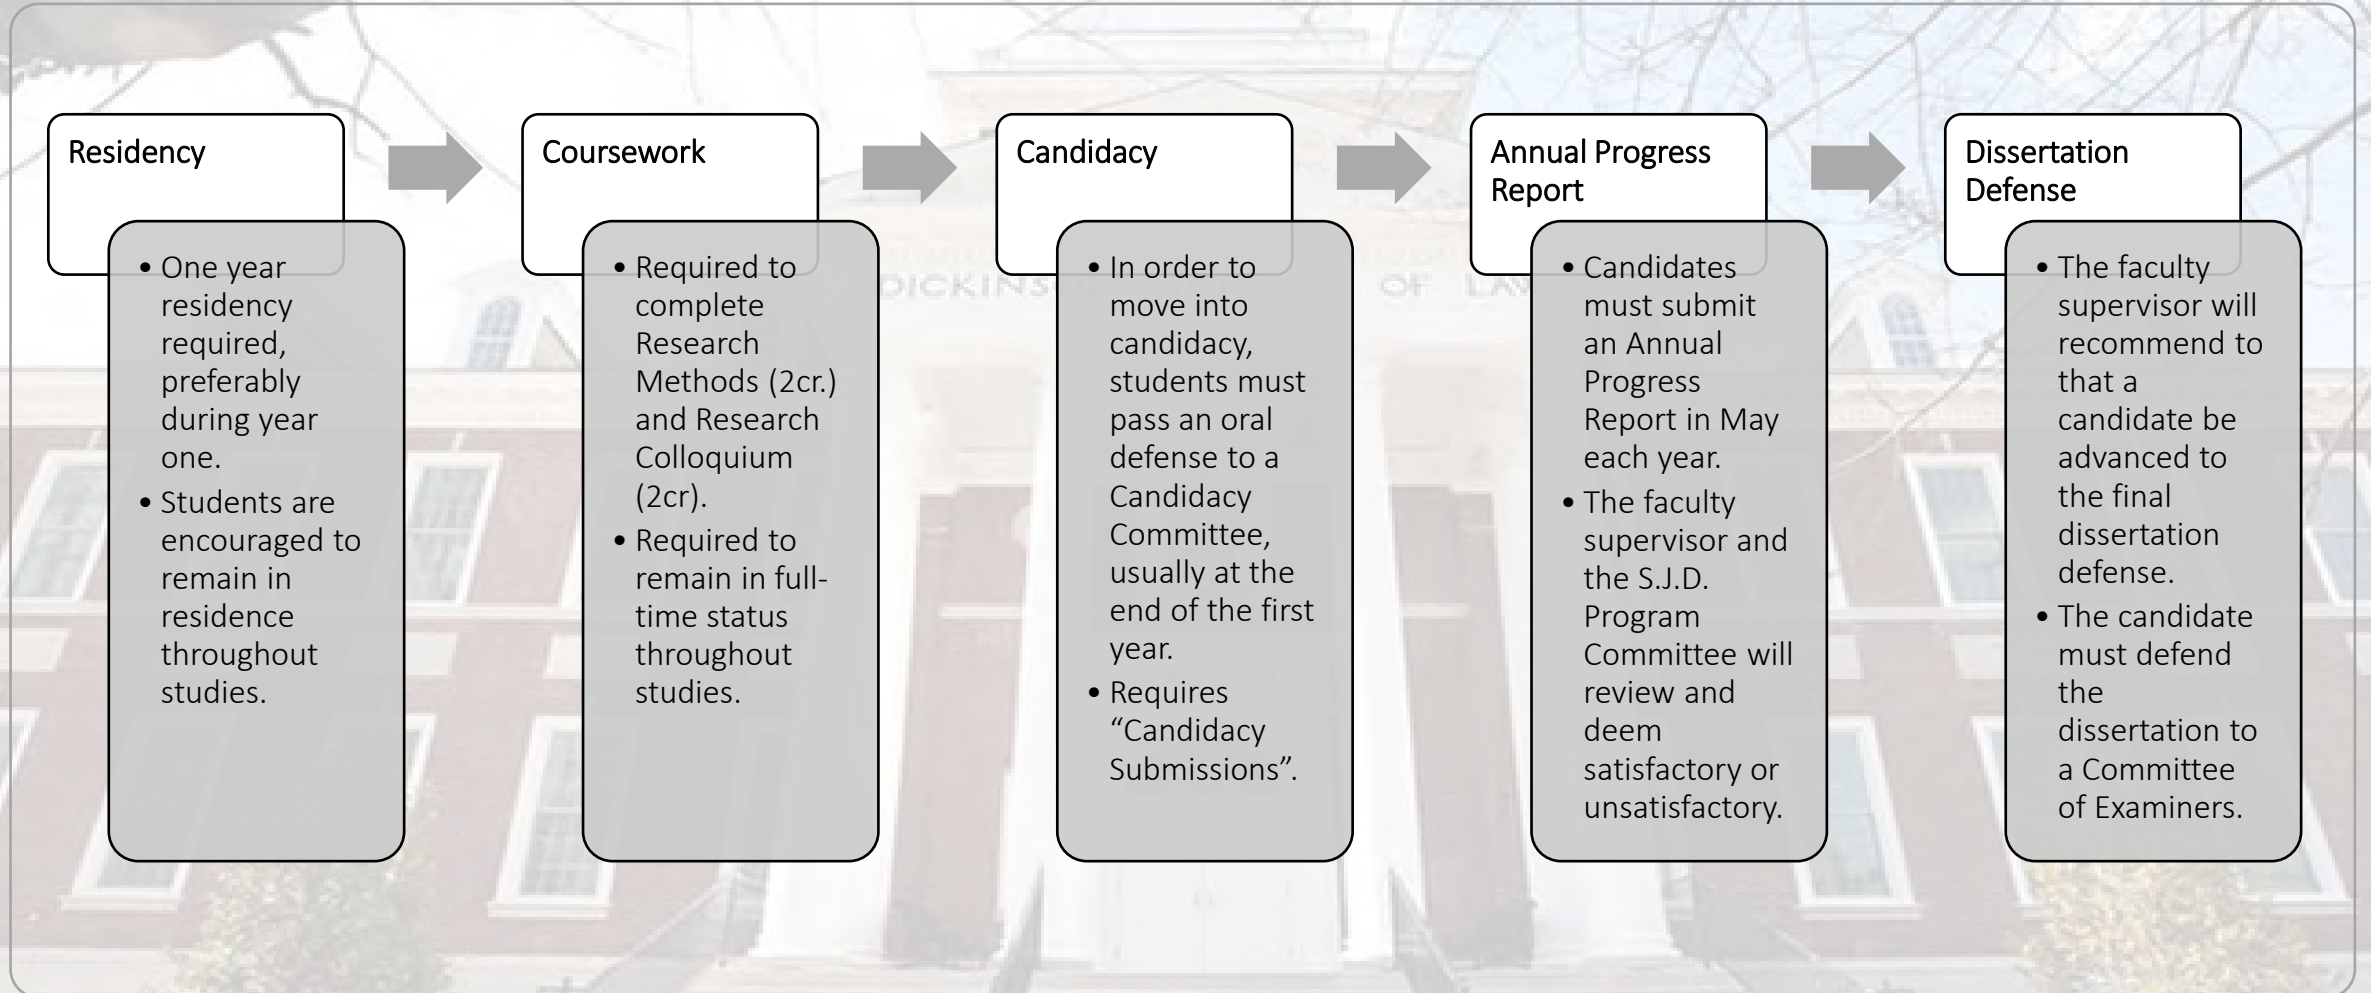 Residency
• One year
residency
required,
preferably
during year
one.
• Students are
encouraged to
remain in
residence
throughout
studies.
Coursework
• Required to
complete
Research
Methods (2cr.)
and Research
Colloquium
(2cr).
• Required to
remain in full-
time status
throughout
studies.
Candidacy
• In order to
move into
candidacy,
students must
pass an oral
defense to a
Candidacy
Committee,
usually at the
end of the first
year.
• Requires
“Candidacy
Submissions”.
Annual Progress
Report
• Candidates
must submit
an Annual
Progress
Report in May
each year.
• The faculty
supervisor and
the S.J.D.
Program
Committee will
review and
deem
satisfactory or
unsatisfactory.
Dissertation
Defense
• The faculty
supervisor will
recommend to
that a
candidate be
advanced to
the final
dissertation
defense.
• The candidate
must defend
the
dissertation to
a Committee
of Examiners.
DICKINSON SCHOOL OF LAW